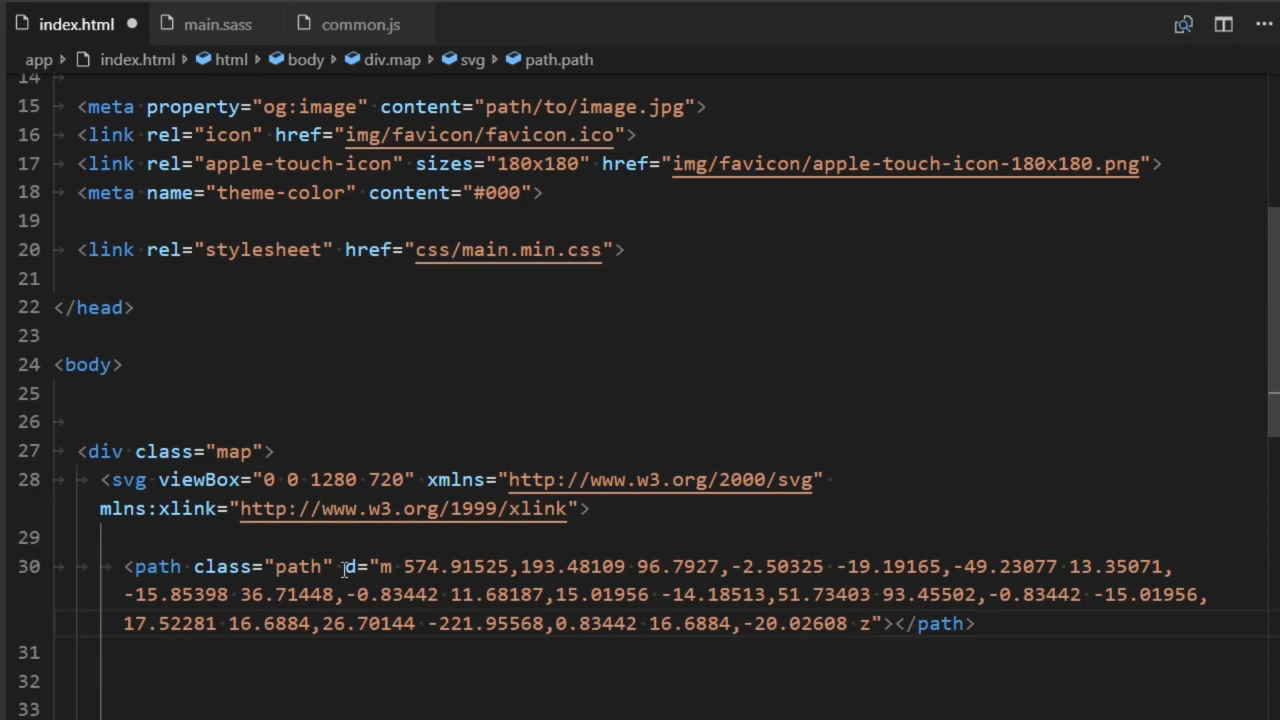 index.html
main.sass
common.js
app index.html html body div.map svg path.path
14
15 <meta property="og:image" content="path/to/image.jpg">
16 <link rel="icon" href="img/favicon/favicon.ico">
17 <link rel="apple-touch-icon" sizes="180x180" href="img/favicon/apple-touch-icon-180x180.png">
18 <meta name="theme-color" content="#000">
19
20 <link rel="stylesheet" href="css/main.min.css">
21
22 </head>
23
24 <body>
25
26
27 <div class="map">
28 <svg viewBox="0 0 1280 720" xmlns="http://www.w3.org/2000/svg"
mlns:xlink="http://www.w3.org/1999/xlink">
29
30 <path class="path" d="m 574.91525,193.48109 96.7927,-2.50325 -19.19165,-49.23077 13.35071,
-15.85398 36.71448,-0.83442 11.68187,15.01956 -14.18513,51.73403 93.45502,-0.83442 -15.01956,
17.52281 16.6884,26.70144 -221.95568,0.83442 16.6884,-20.02608 z"></path>
31
32
33